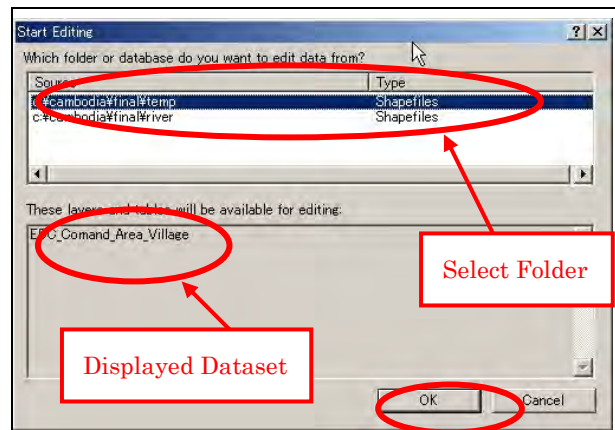 Start Editing
Which folder or database do you want to edit data from?
Source Type
c:¥cambodia¥final¥temp Shapefiles
c:¥cambodia¥final¥river Shapefiles
These layers and tables will be available for editing:
Comand_Area_Village
Select Folder
Displayed Dataset
OK Cancel